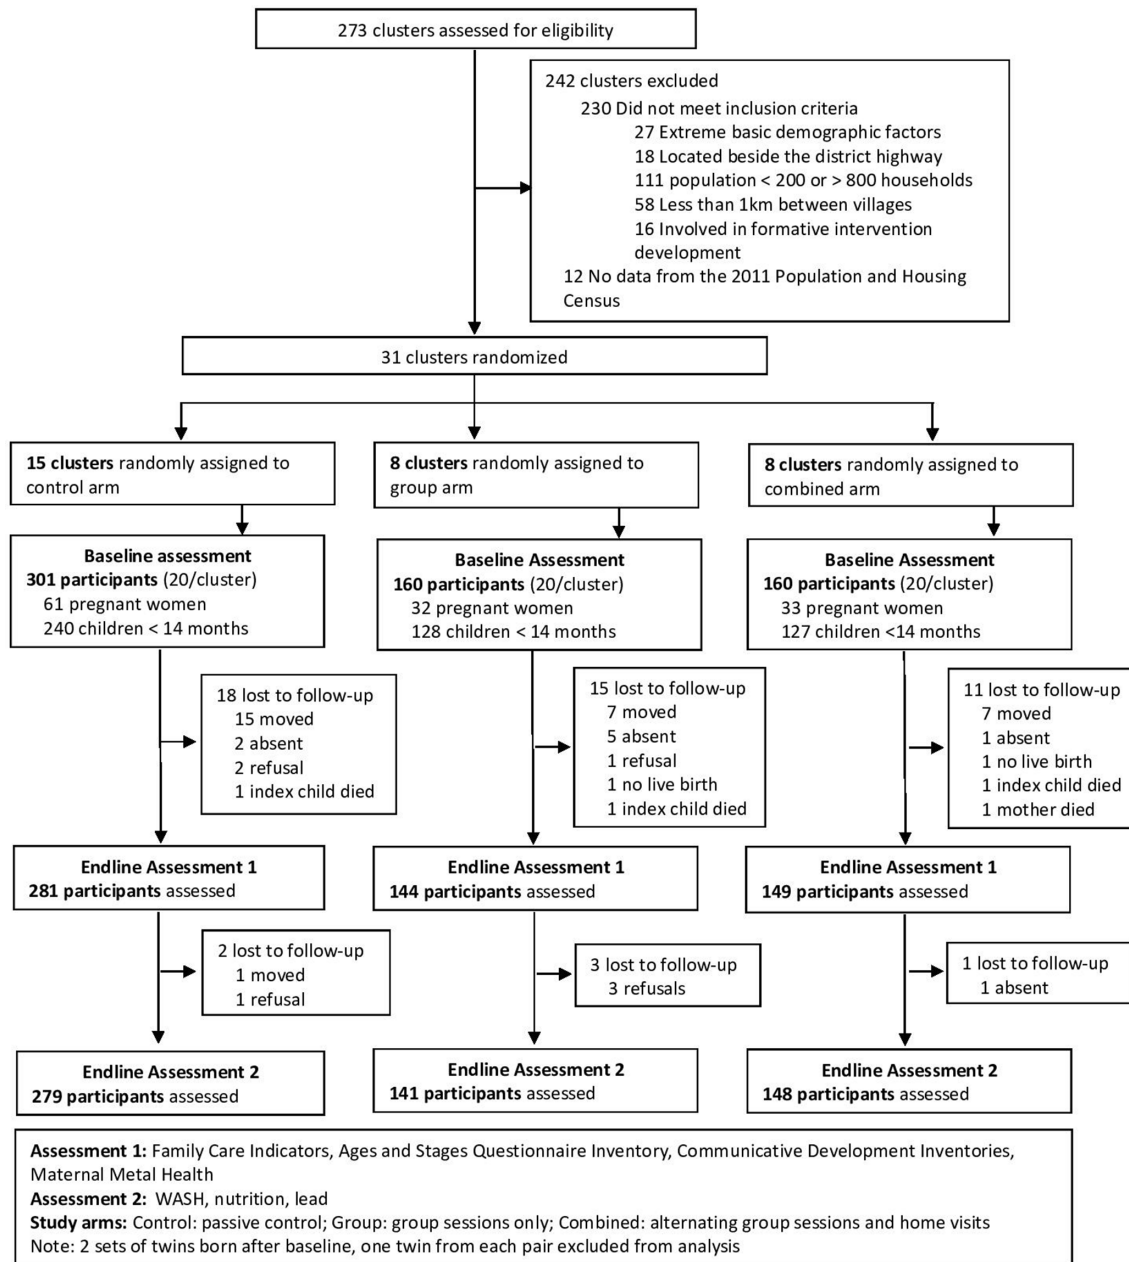 273 clusters assessed for eligibility
242 clusters excluded
230 Did not meet inclusion criteria
27 Extreme basic demographic factors
18 Located beside the district highway
111 population < 200 or > 800 households
58 Less than 1km between villages
16 Involved in formative intervention
development
12 No data from the 2011 Population and Housing
Census
31 clusters randomized
15 clusters randomly assigned to
control arm
8 clusters randomly assigned to
group arm
8 clusters randomly assigned to
combined arm
Baseline assessment
301 participants (20/cluster)
61 pregnant women
240 children < 14 months
Baseline Assessment
160 participants (20/cluster)
32 pregnant women
128 children < 14 months
Baseline Assessment
160 participants (20/cluster)
33 pregnant women
127 children <14 months
18 lost to follow-up
15 moved
2 absent
2 refusal
1 index child died
15 lost to follow-up
7 moved
5 absent
1 refusal
1 no live birth
1 index child died
11 lost to follow-up
7 moved
1 absent
1 no live birth
1 index child died
1 mother died
Endline Assessment 1
281 participants assessed
Endline Assessment 1
144 participants assessed
Endline Assessment 1
149 participants assessed
2 lost to follow-up
1 moved
1 refusal
3 lost to follow-up
3 refusals
1 lost to follow-up
1 absent
Endline Assessment 2
279 participants assessed
Endline Assessment 2
141 participants assessed
Endline Assessment 2
148 participants assessed
Assessment 1: Family Care Indicators, Ages and Stages Questionnaire Inventory, Communicative Development Inventories,
Maternal Metal Health
Assessment 2: WASH, nutrition, lead
Study arms: Control: passive control; Group: group sessions only; Combined: alternating group sessions and home visits
Note: 2 sets of twins born after baseline, one twin from each pair excluded from analysis